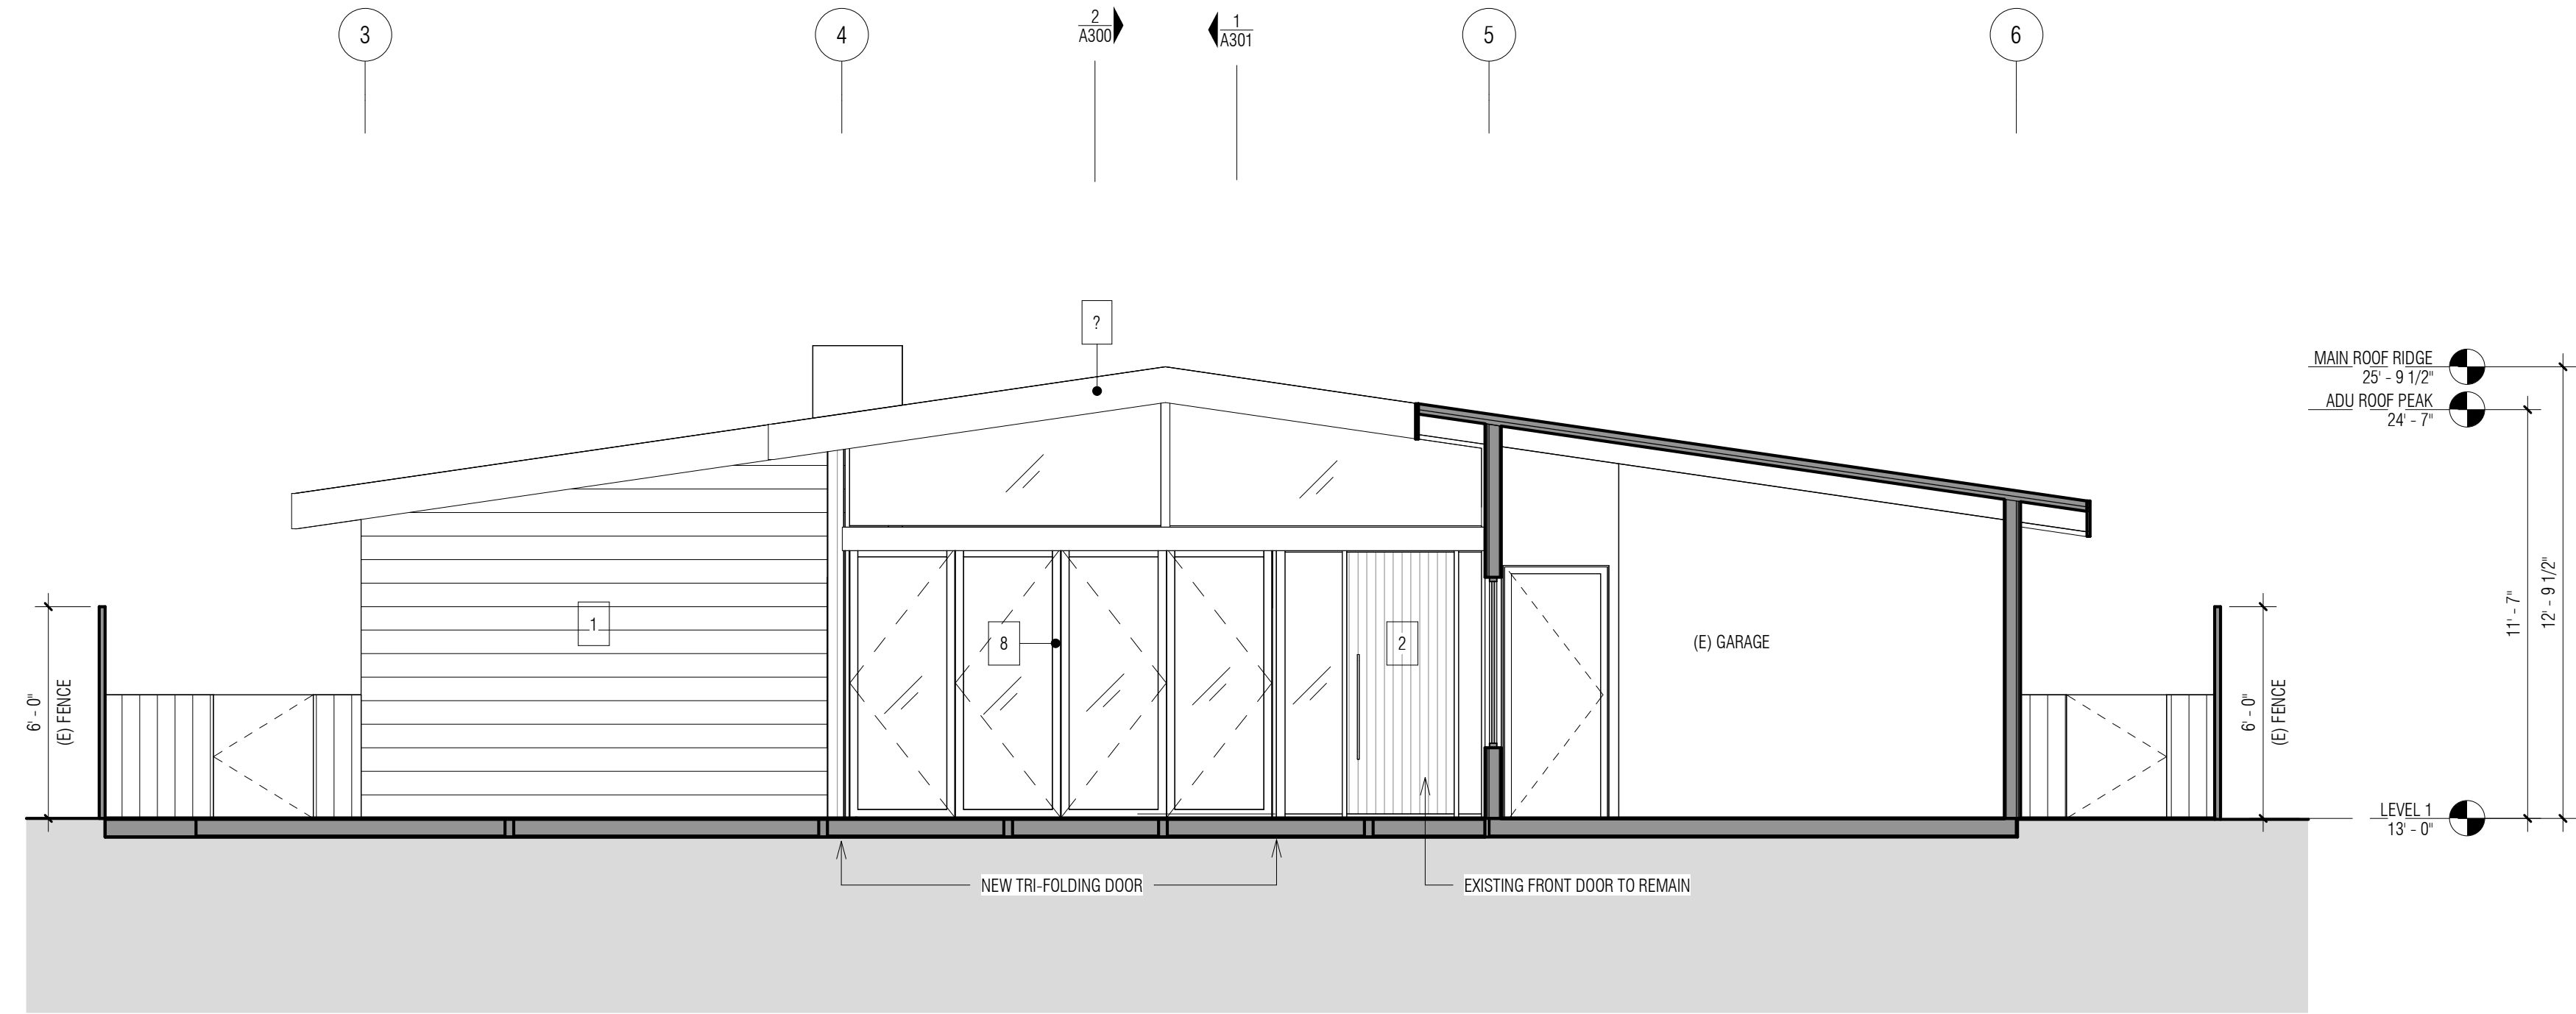 3
4
2
A300
1
A301
5
6
?
MAIN ROOF RIDGE
25' - 9 1/2"
ADU ROOF PEAK
24' - 7"
1
8
2
(E) GARAGE
6' - 0"
(E) FENCE
6' - 0"
(E) FENCE
11' - 7"
12' - 9 1/2"
LEVEL 1
13' - 0"
NEW TRI-FOLDING DOOR
EXISTING FRONT DOOR TO REMAIN